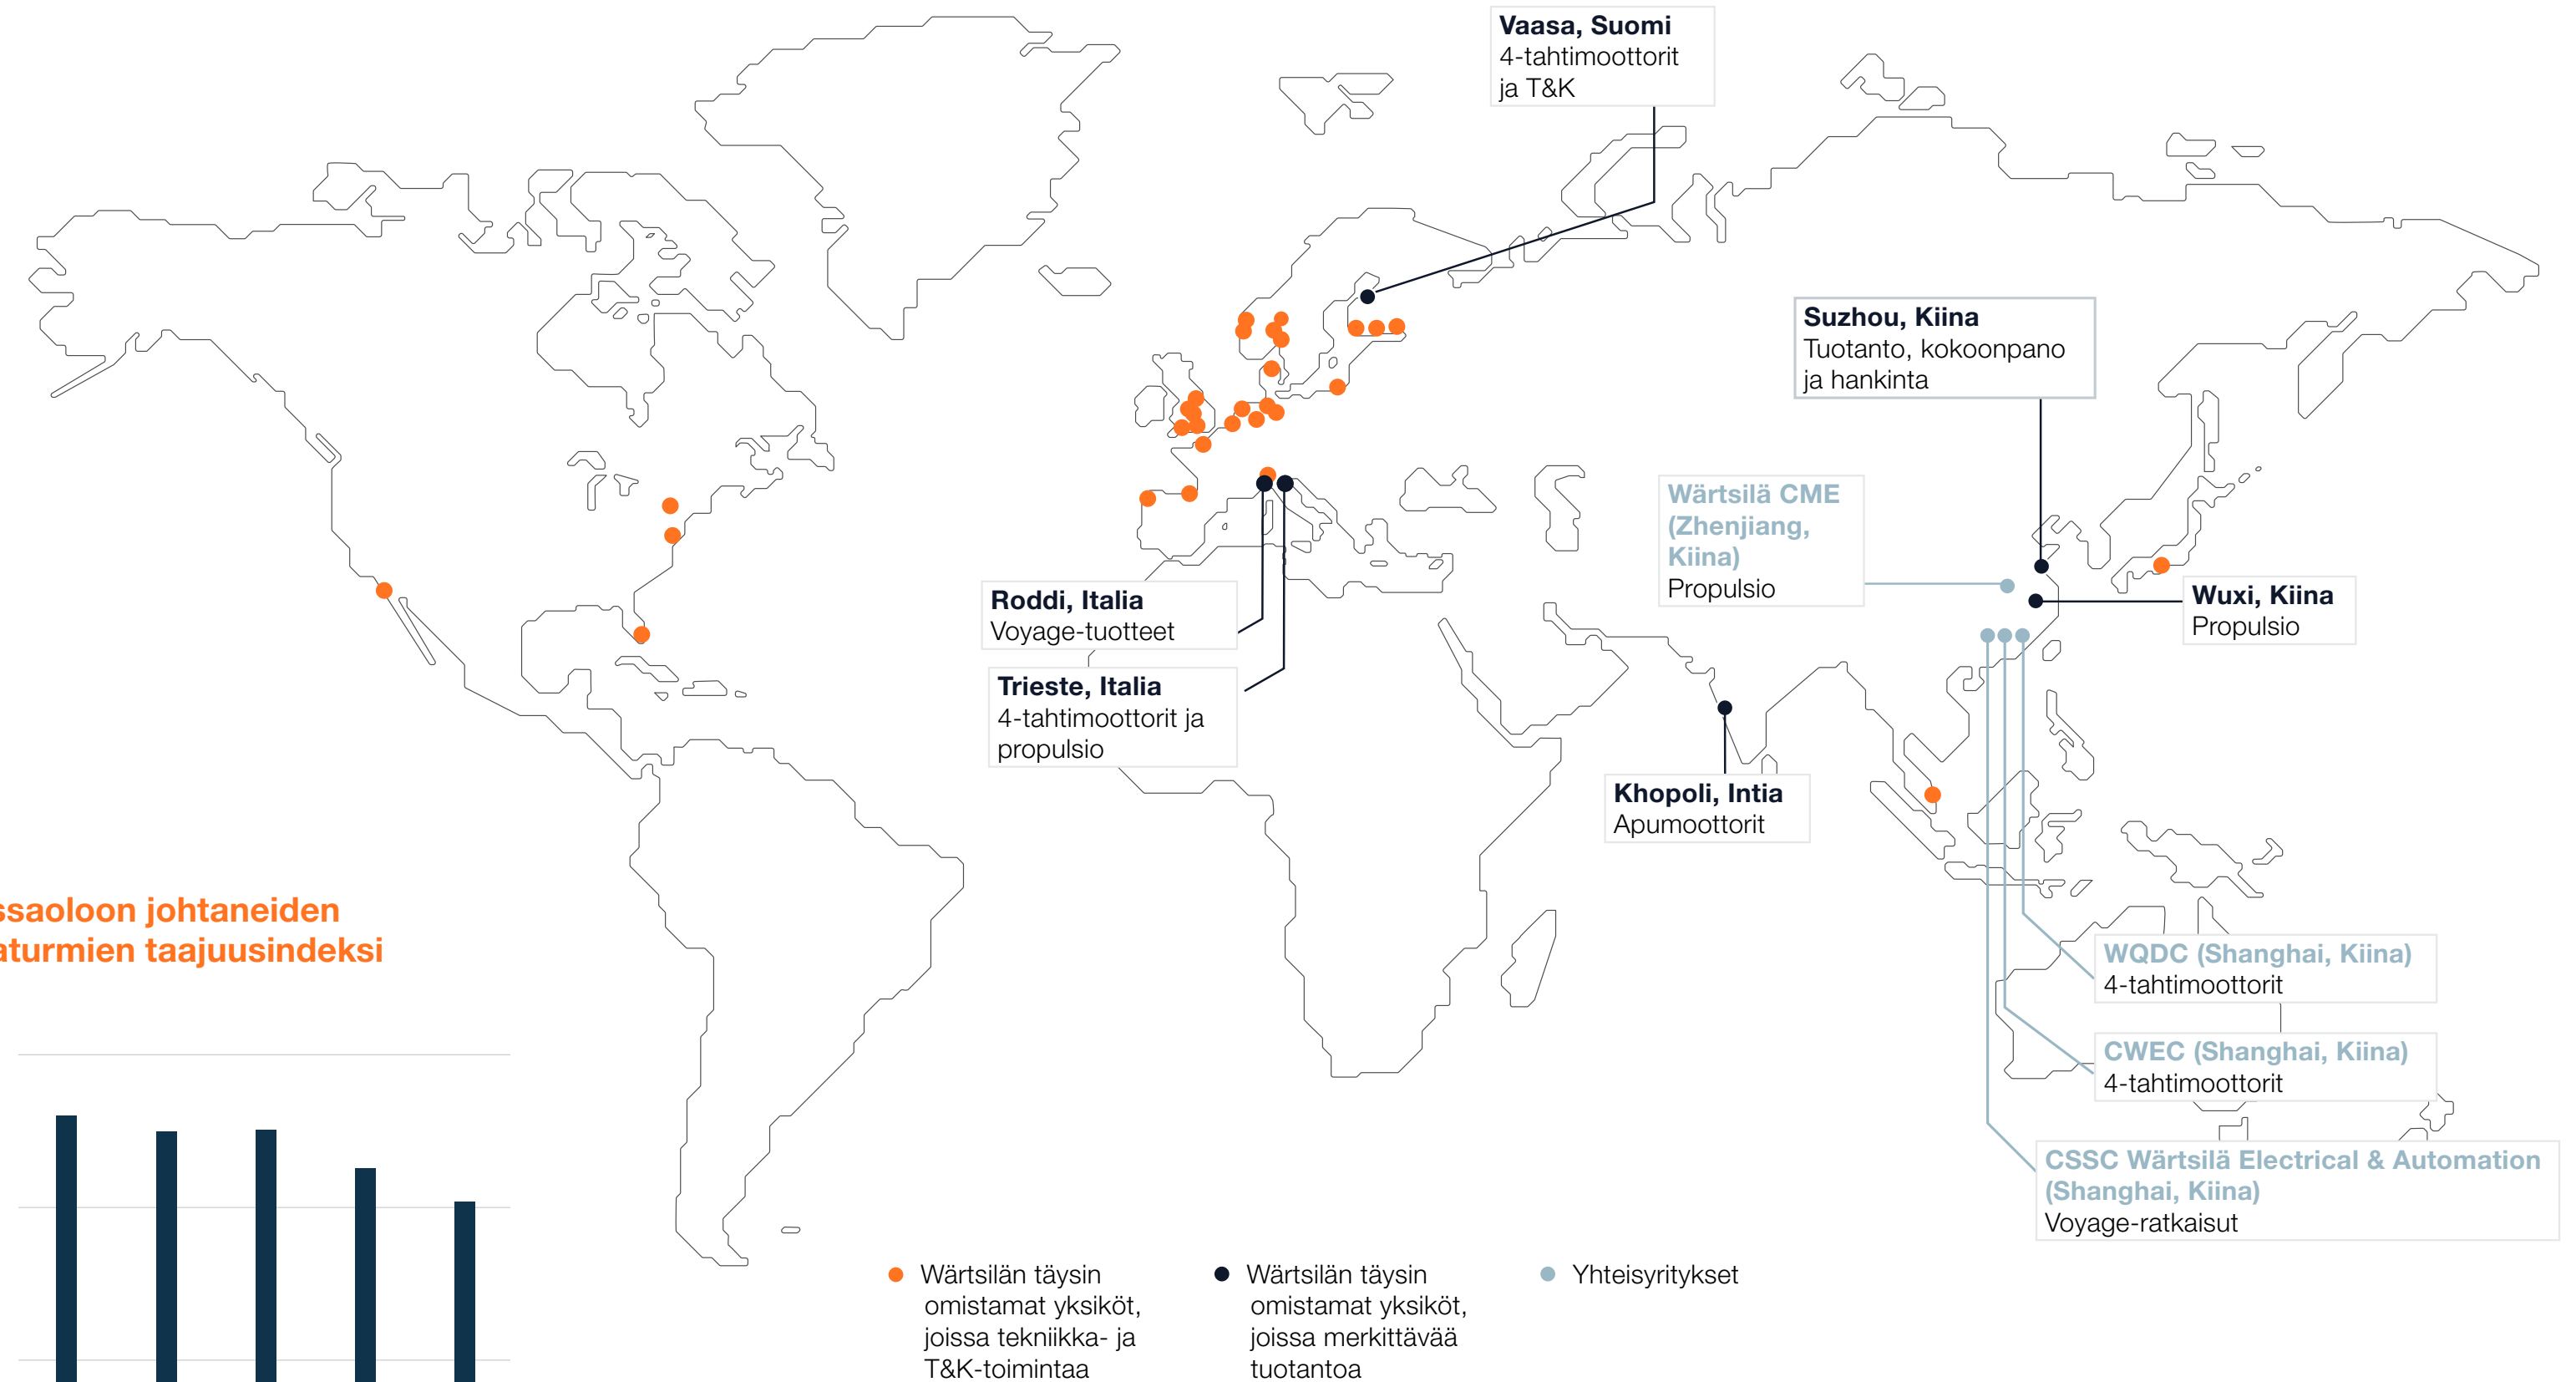 Vaasa, Suomi
4-tahtimoottorit
ja T&K
Suzhou, Kiina
Tuotanto, kokoonpano
ja hankinta
Wärtsilä CME
(Zhenjiang,
Kiina)
Propulsio
Wuxi, Kiina
Propulsio
Roddi, Italia
Voyage-tuotteet
Trieste, Italia
4-tahtimoottorit ja
propulsio
Khopoli, Intia
Apumoottorit
WQDC (Shanghai, Kiina)
4-tahtimoottorit
CWEC (Shanghai, Kiina)
4-tahtimoottorit
CSSC Wärtsilä Electrical & Automation
(Shanghai, Kiina)
Voyage-ratkaisut
ssaoloon johtaneiden
aturmien taajuusindeksi
Wärtsilän täysin
omistamat yksiköt,
joissa tekniikka- ja
T&K-toimintaa
Wärtsilän täysin
omistamat yksiköt,
joissa merkittävää
tuotantoa
Yhteisyritykset